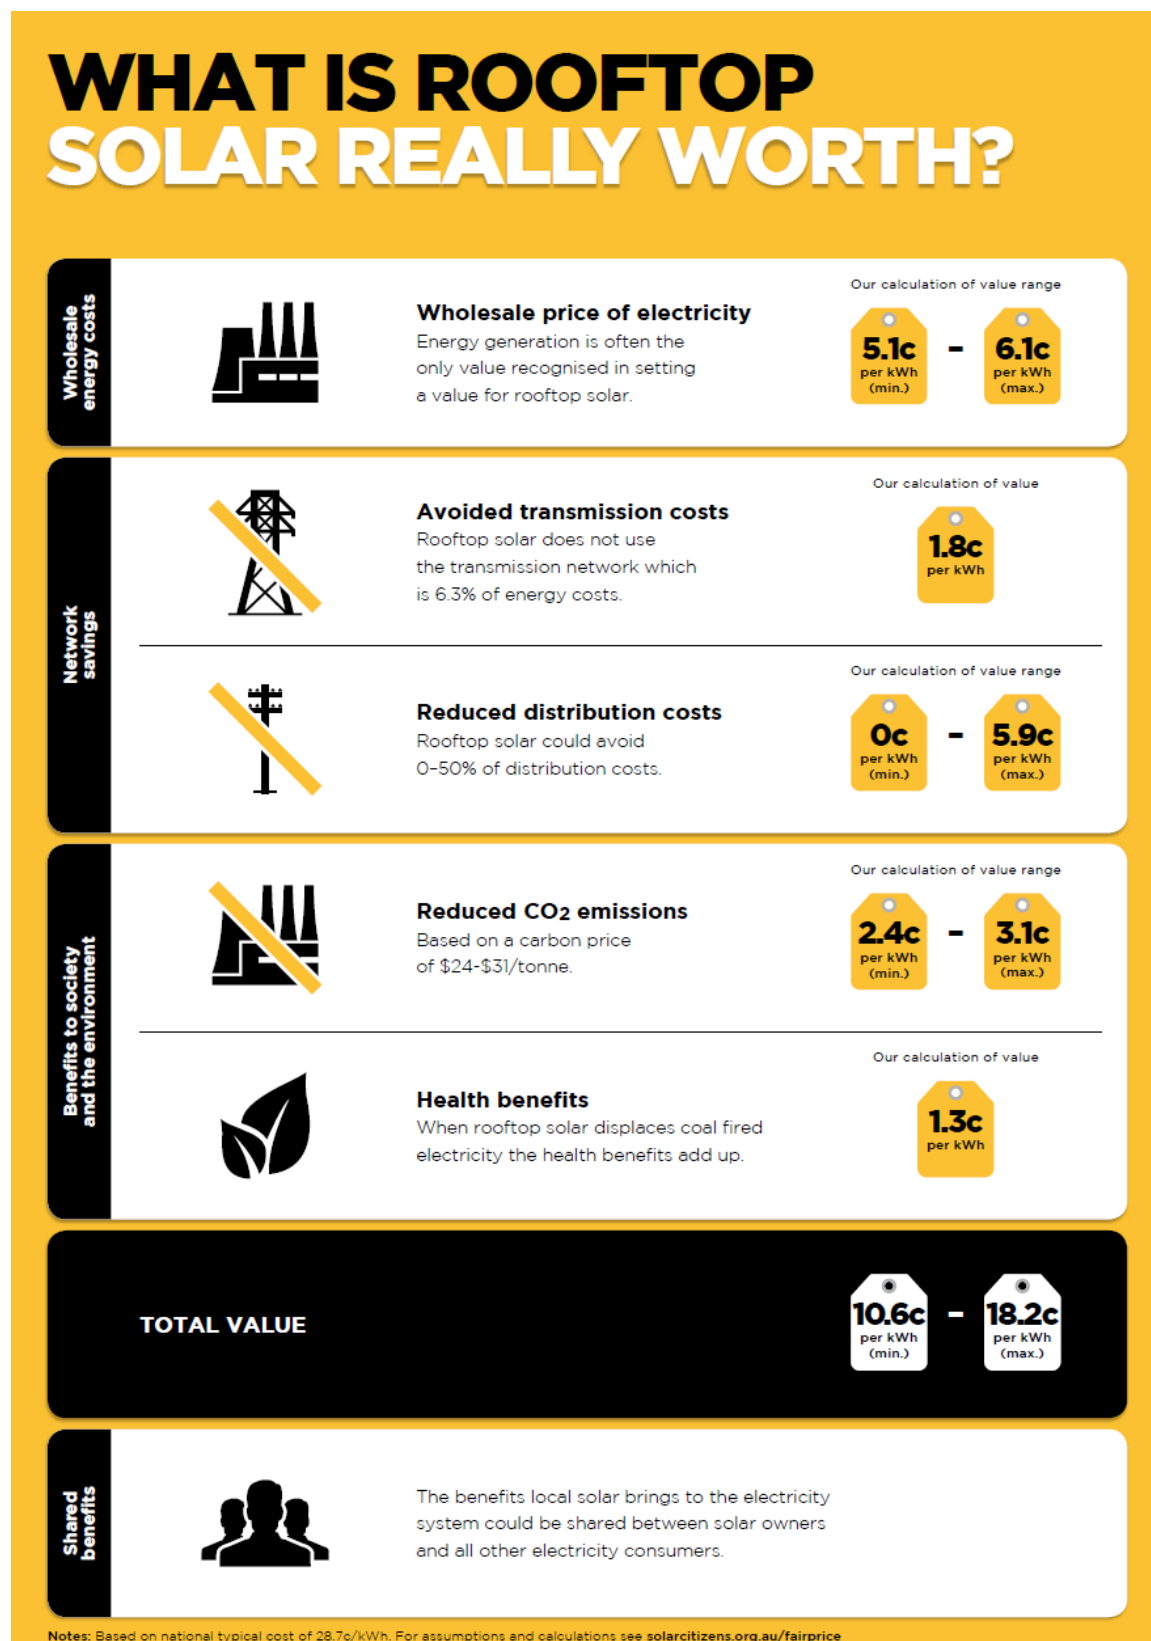 WHAT IS ROOFTOP
SOLAR REALLY WORTH?
Wholesale
energy costs
Wholesale price of electricity
Energy generation is often the
only value recognised in setting
a value for rooftop solar.
Our calculation of value range
5.1c
per kWh
(min.)
-
6.1c
per kWh
(max.)
Network
savings
Avoided transmission costs
Rooftop solar does not use
the transmission network which
is 6.3% of energy costs.
Our calculation of value
1.8c
per kWh
Reduced distribution costs
Rooftop solar could avoid
0–50% of distribution costs.
Our calculation of value range
0c
per kWh
(min.)
-
5.9c
per kWh
(max.)
Benefits to society
and the environment
Reduced CO2 emissions
Based on a carbon price
of $24-$31/tonne.
Our calculation of value range
2.4c
per kWh
(min.)
-
3.1c
per kWh
(max.)
Health benefits
When rooftop solar displaces coal fired
electricity the health benefits add up.
Our calculation of value
1.3c
per kWh
TOTAL VALUE
10.6c
per kWh
(min.)
-
18.2c
per kWh
(max.)
Shared
benefits
The benefits local solar brings to the electricity
system could be shared between solar owners
and all other electricity consumers.
Notes: Based on national typical cost of 28.7c/kWh. For assumptions and calculations see solarcitizens.org.au/fairprice